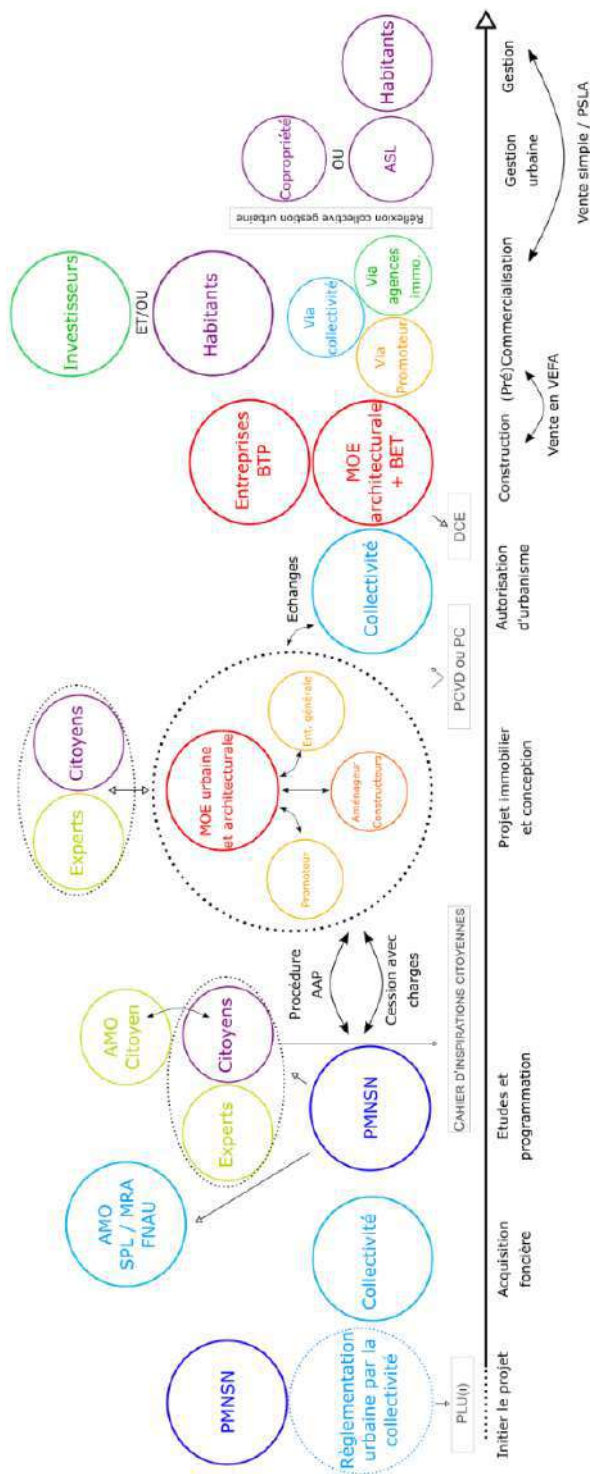 PMNSN
Règlementation
urbaine par la
collectivité
PLU(I)
Initier le projet
AMO
SPL / MRA
FNAU
Collectivité
Acquisition
foncière
AMO
Citoyen
Experts
Citoyens
PMNSN
CAHIER D'INSPIRATIONS CITOYENNES
Etudes et
programmation
Procédure
AAP
Cession avec
charges
Experts
Citoyens
MOE urbaine
et architecturale
Promoteur
Ent. générale
Aménageur
Constructeurs
Projet immobilier
et conception
Echanges
PCVD OU PC
Collectivité
Autorisation
d'urbanisme
DCE
Entreprises
BTP
MOE
architecturale
+ BET
Construction
Vente en VEFA
Investisseurs
ET/OU
Habitants
Via
collectivité
Via
Promoteur
Via
agences
immo.
(Pré)Commercialisation
Réflexion collective gestion urbaine
Copropriété
OU
ASL
Gestion
urbaine
Habitants
Gestion
Vente simple / PSLA